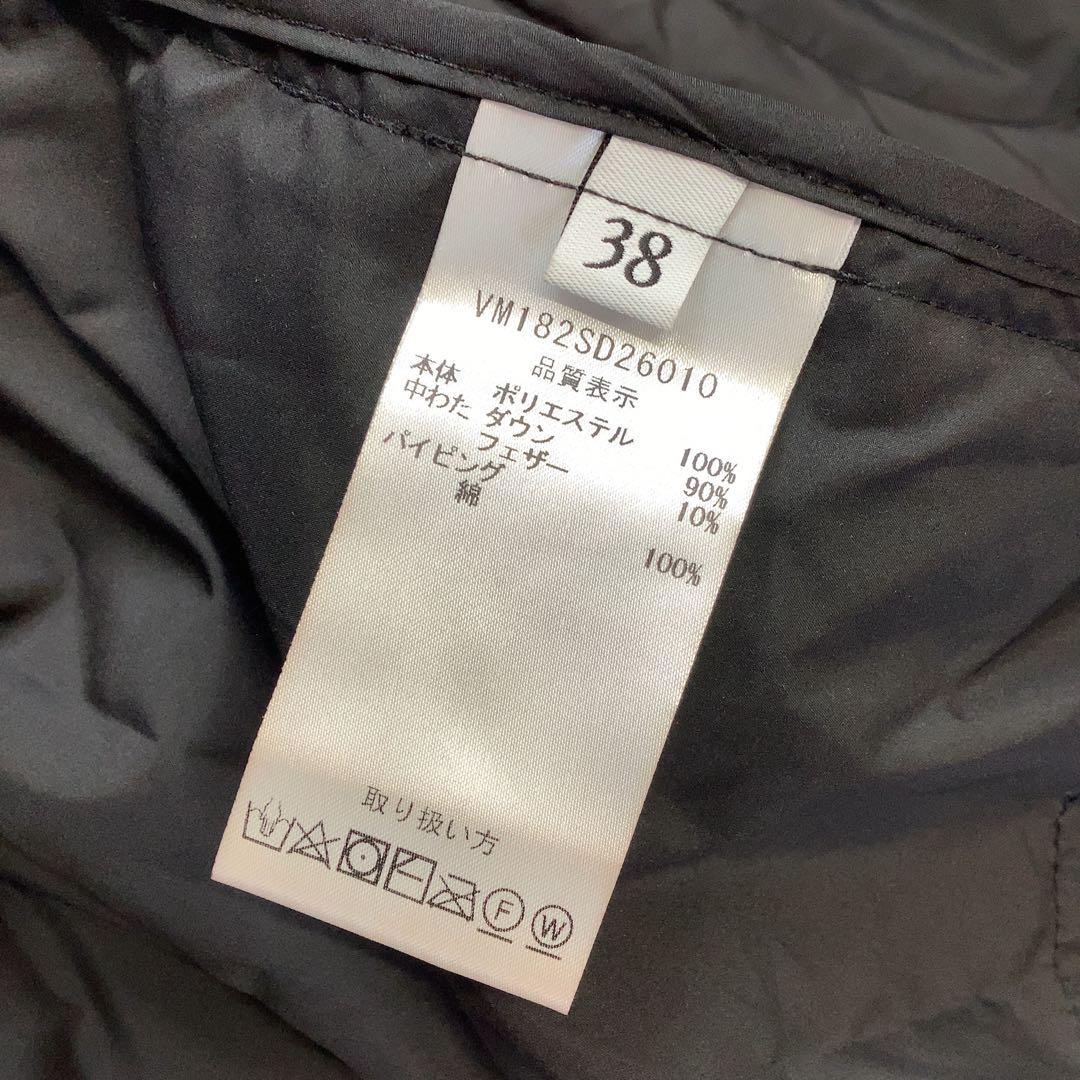 38
VM182SD26010
品質表示
本体 ポリエステル 100%
中わた ダウン 90%
フェザー 10%
パイピング
綿 100%
取り扱い方
F W